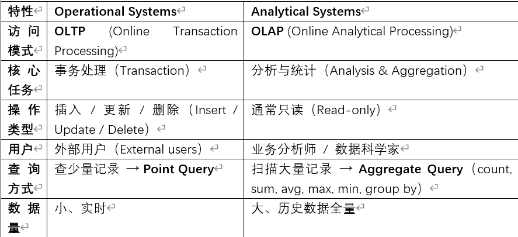 特性 Operational Systems Analytical Systems
访问 OLTP (Online Transaction OLAP (Online Analytical Processing)
模式 Processing)
核心 事务处理（Transaction） 分析与统计（Analysis & Aggregation）
任务
操作 插入 / 更新 / 删除（Insert / 通常只读（Read-only）
类型 Update / Delete）
用户 外部用户（External users） 业务分析师 / 数据科学家
查询 查少量记录 → Point Query 扫描大量记录 → Aggregate Query（count,
方式 sum, avg, max, min, group by）
数据 小、实时 大、历史数据全量
量